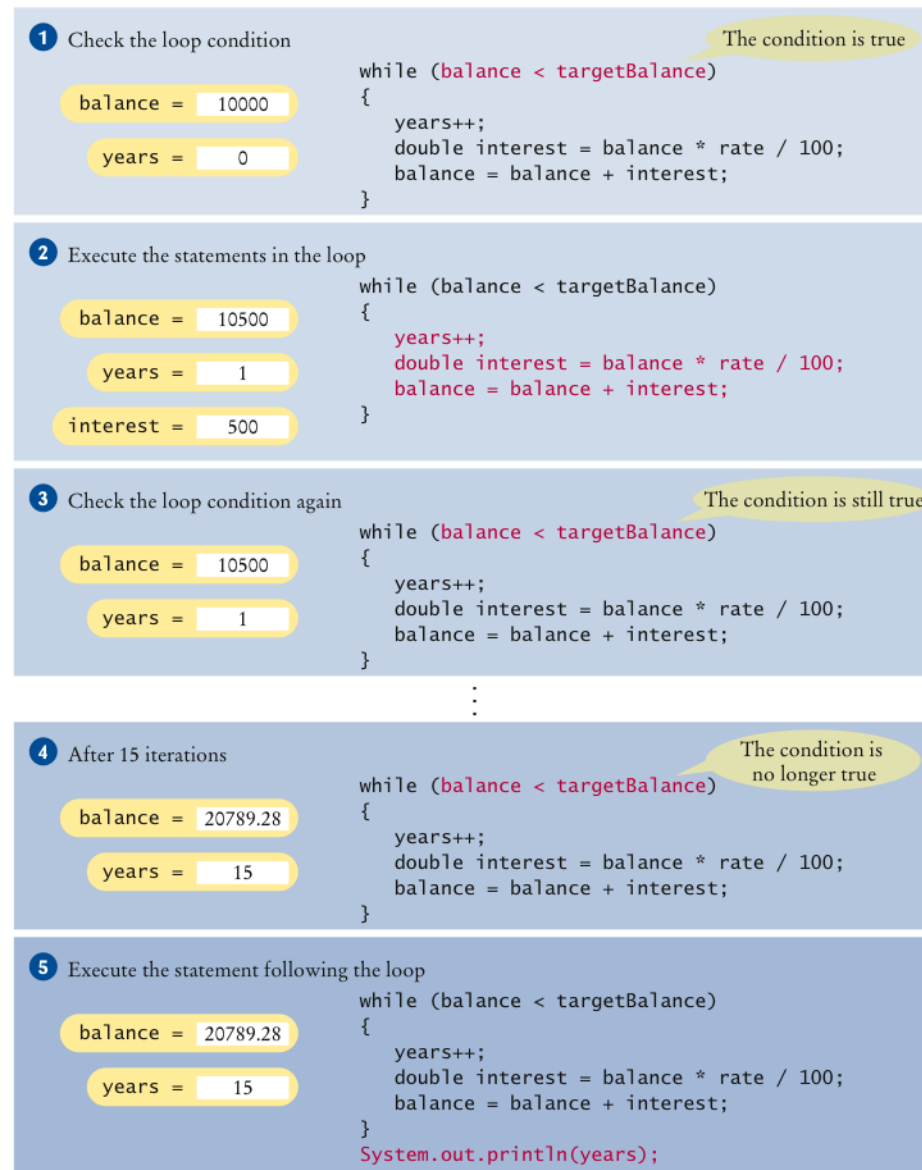 1 Check the loop condition
The condition is true
balance = 10000
years = 0
while (balance < targetBalance)
{
years++;
double interest = balance * rate / 100;
balance = balance + interest;
}
2 Execute the statements in the loop
balance = 10500
years = 1
interest = 500
while (balance < targetBalance)
{
years++;
double interest = balance * rate / 100;
balance = balance + interest;
}
3 Check the loop condition again
The condition is still true
balance = 10500
years = 1
while (balance < targetBalance)
{
years++;
double interest = balance * rate / 100;
balance = balance + interest;
}
4 After 15 iterations
The condition is
no longer true
balance = 20789.28
years = 15
while (balance < targetBalance)
{
years++;
double interest = balance * rate / 100;
balance = balance + interest;
}
5 Execute the statement following the loop
balance = 20789.28
years = 15
while (balance < targetBalance)
{
years++;
double interest = balance * rate / 100;
balance = balance + interest;
}
System.out.println(years);